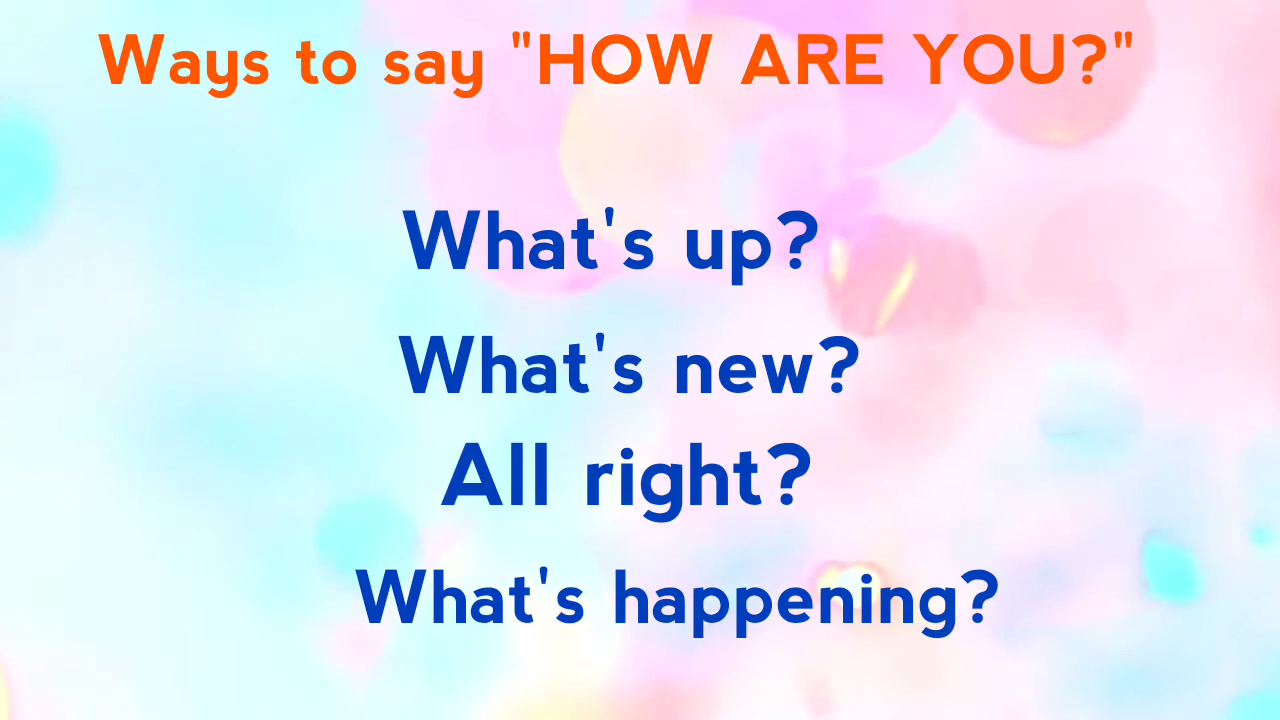 Ways to say "HOW ARE YOU?"
What's up?
What's new?
All right?
What's happening?